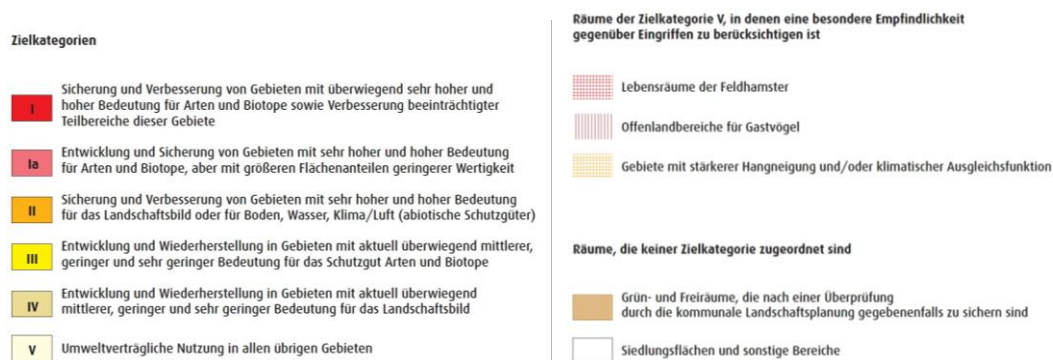 Zielkategorien
I
Sicherung und Verbesserung von Gebieten mit überwiegend sehr hoher und
hoher Bedeutung für Arten und Biotope sowie Verbesserung beeinträchtigter
Teilbereiche dieser Gebiete
Ia
Entwicklung und Sicherung von Gebieten mit sehr hoher und hoher Bedeutung
für Arten und Biotope, aber mit größeren Flächenanteilen geringerer Wertigkeit
II
Sicherung und Verbesserung von Gebieten mit sehr hoher und hoher Bedeutung
für das Landschaftsbild oder für Boden, Wasser, Klima/Luft (abiotische Schutzgüter)
III
Entwicklung und Wiederherstellung in Gebieten mit aktuell überwiegend mittlerer,
geringer und sehr geringer Bedeutung für das Schutzgut Arten und Biotope
IV
Entwicklung und Wiederherstellung in Gebieten mit aktuell überwiegend
mittlerer, geringer und sehr geringer Bedeutung für das Landschaftsbild
V
Umweltverträgliche Nutzung in allen übrigen Gebieten
Räume der Zielkategorie V, in denen eine besondere Empfindlichkeit
gegenüber Eingriffen zu berücksichtigen ist
Lebensräume der Feldhamster
Offenlandbereiche für Gastvögel
Gebiete mit stärkerer Hangneigung und/oder klimatischer Ausgleichsfunktion
Räume, die keiner Zielkategorie zugeordnet sind
Grün- und Freiräume, die nach einer Überprüfung
durch die kommunale Landschaftsplanung gegebenenfalls zu sichern sind
Siedlungsflächen und sonstige Bereiche